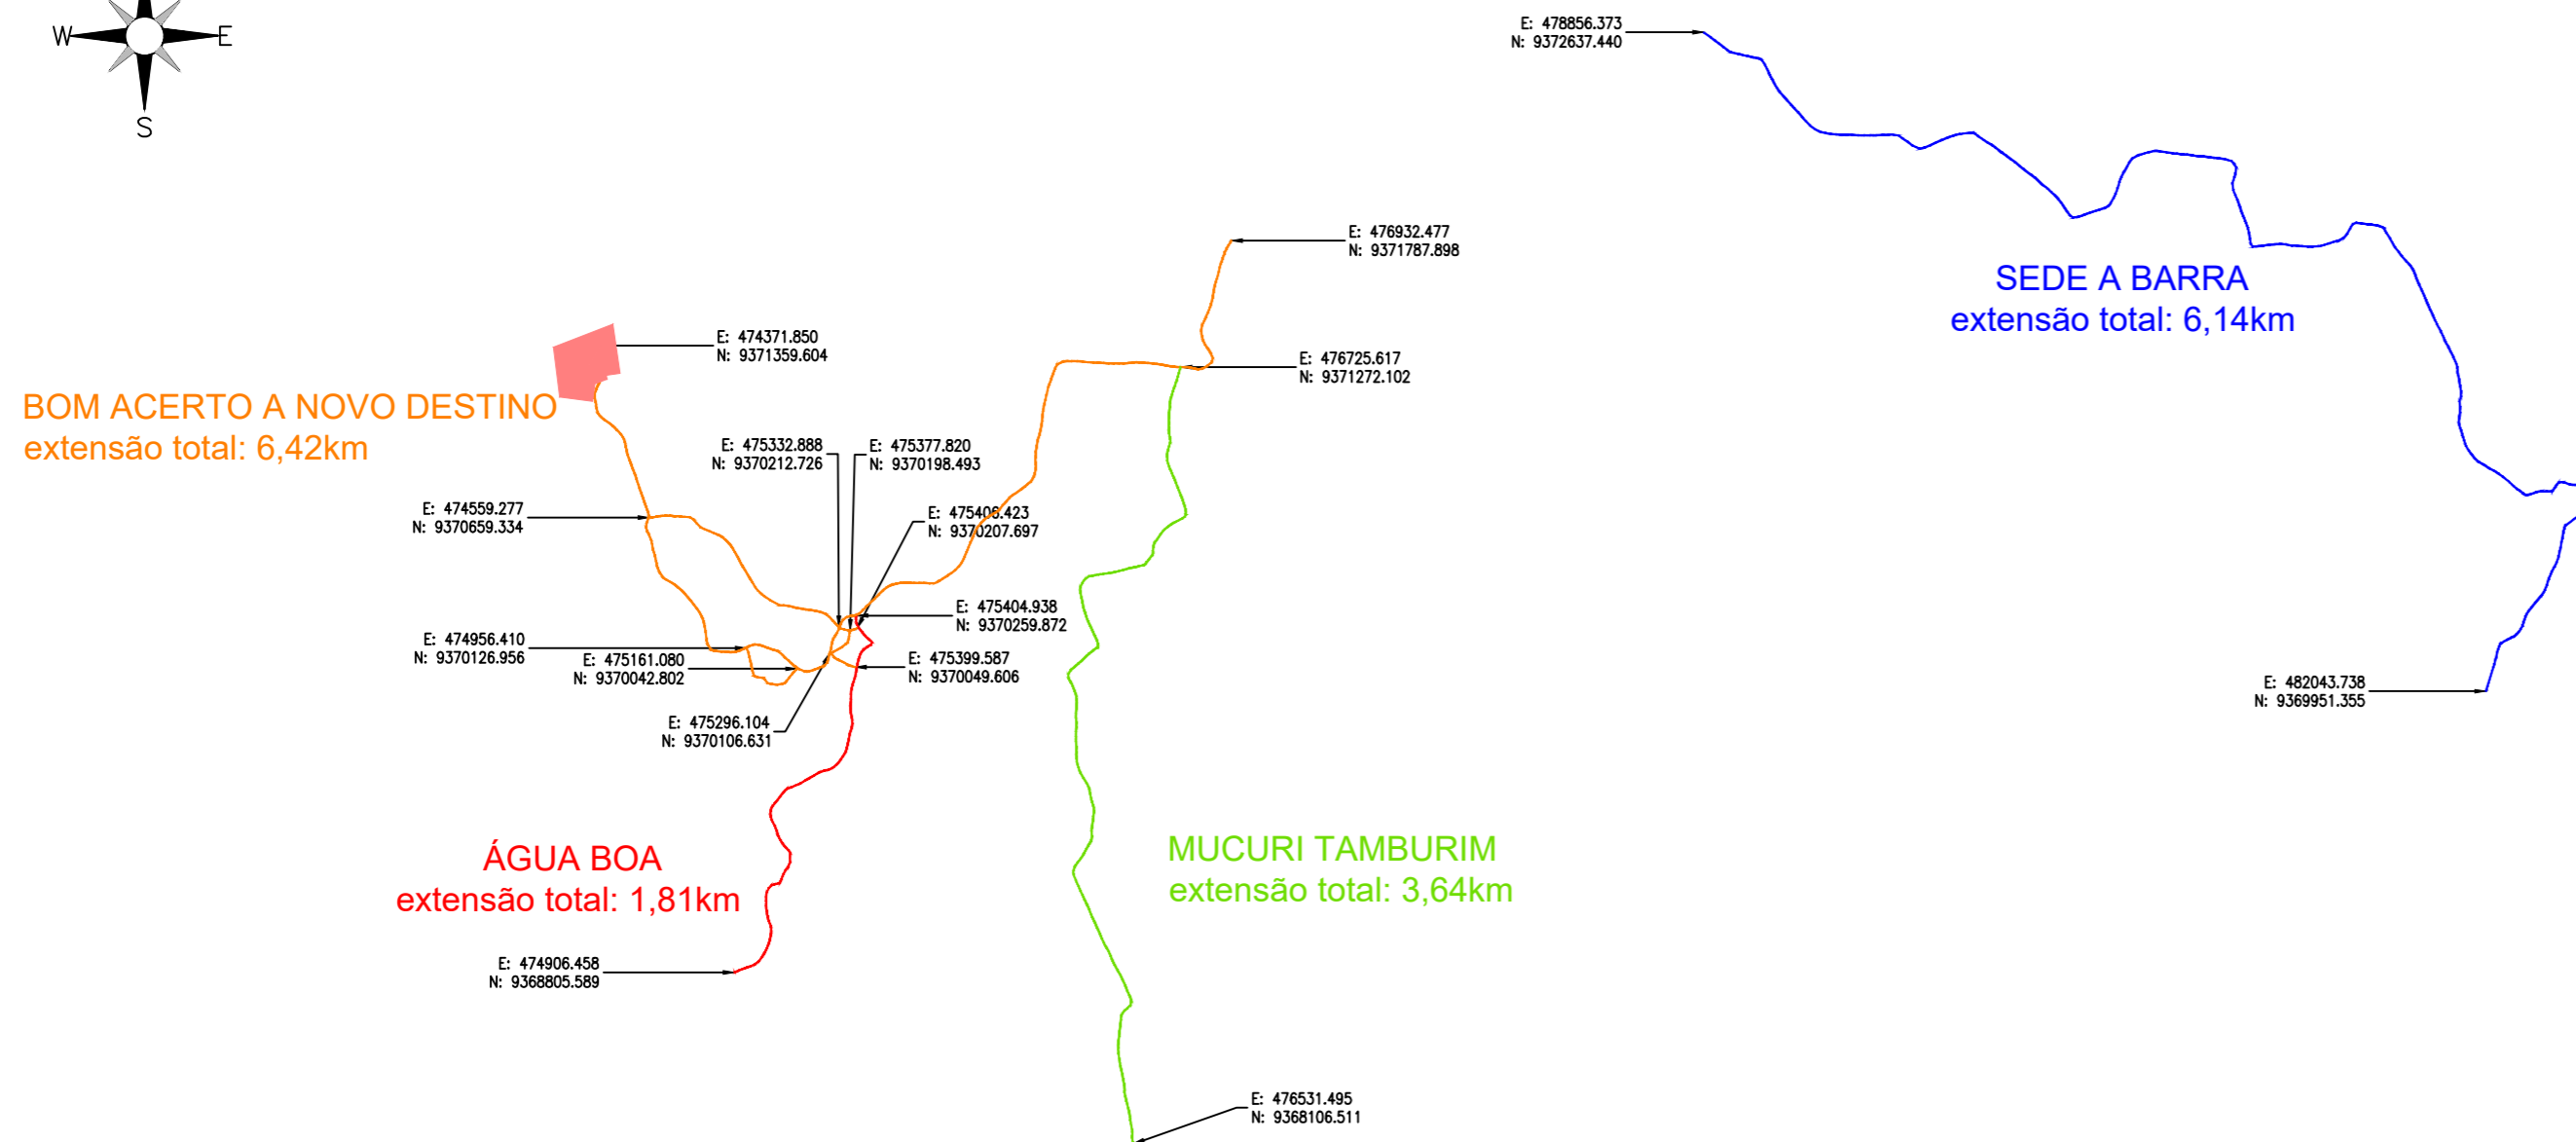 W
E
S
E: 478856.373
N: 9372637.440
E: 476932.477
N: 9371787.898
SEDE A BARRA
extensão total: 6,14km
E: 474371.850
N: 9371359.604
E: 476725.617
N: 9371272.102
BOM ACERTO A NOVO DESTINO
extensão total: 6,42km
E: 475332.888
N: 9370212.726
E: 475377.820
N: 9370198.493
E: 474559.277
N: 9370659.334
E: 475406.423
N: 9370207.697
E: 475404.938
N: 9370259.872
E: 474956.410
N: 9370126.956
E: 475161.080
N: 9370042.802
E: 475399.587
N: 9370049.606
E: 482043.738
N: 9369951.355
E: 475296.104
N: 9370106.631
ÁGUA BOA
extensão total: 1,81km
MUCURI TAMBURIM
extensão total: 3,64km
E: 474906.458
N: 9368805.589
E: 476531.495
N: 9368106.511